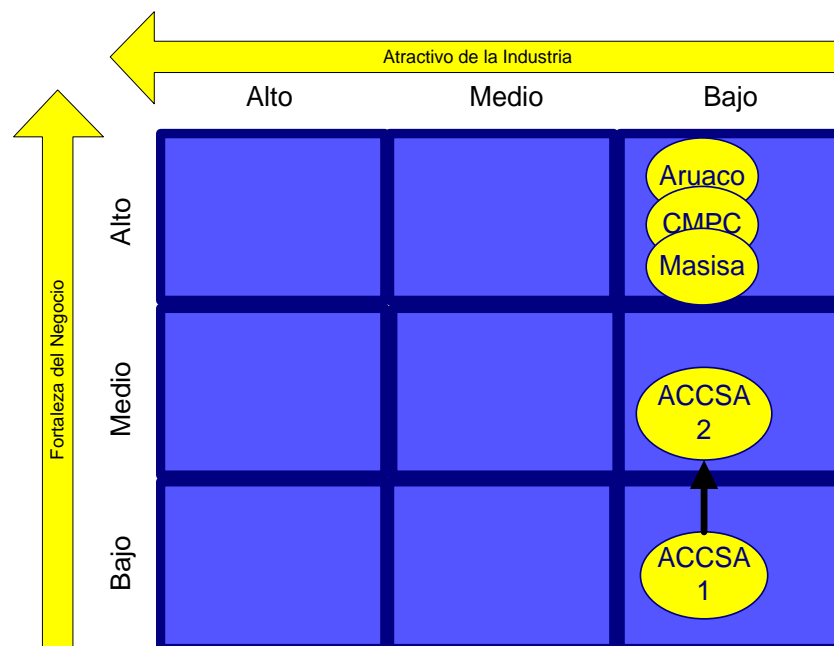 Atractivo de la Industria
Alto
Medio
Bajo
Fortaleza del Negocio
Alto
Medio
Bajo
Aruaco
CMPC
Masisa
ACCSA
2
ACCSA
1